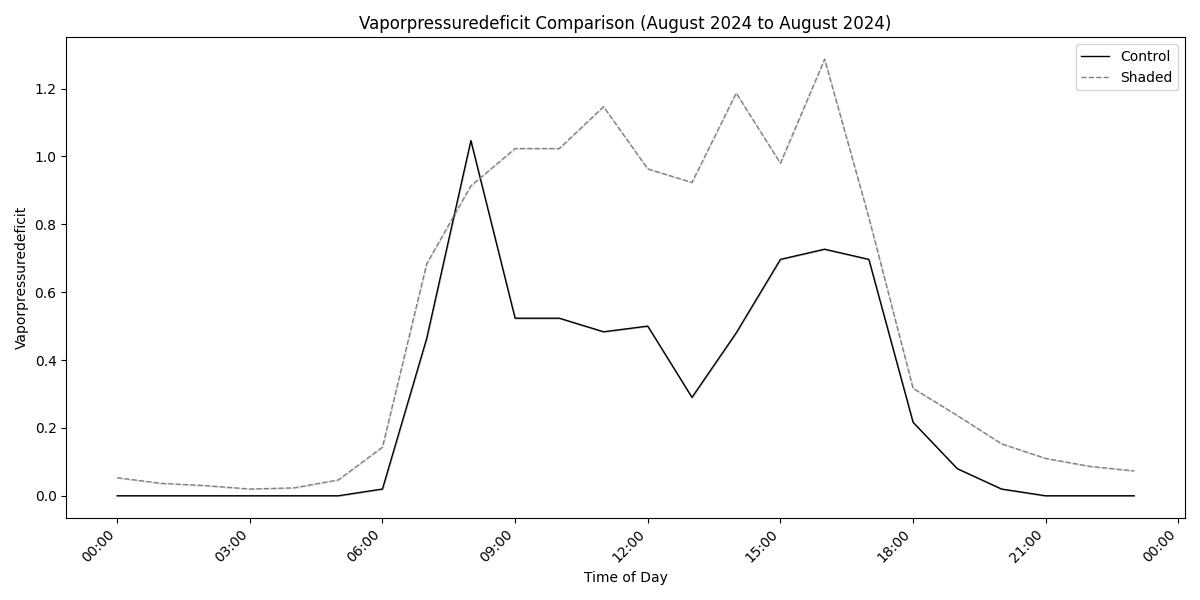 Vaporpressuredeficit Comparison (August 2024 to August 2024)
Control
Shaded
Vaporpressuredeficit
1.2
1.0
0.8
0.6
0.4
0.2
0.0
00:00 03:00 06:00 09:00 12:00 15:00 18:00 21:00 00:00
Time of Day